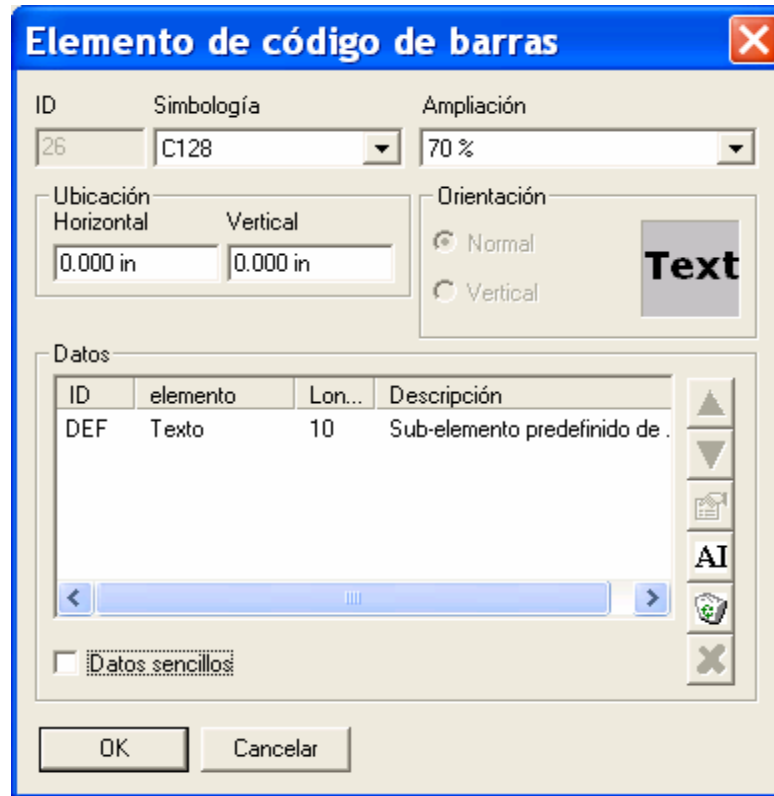 Elemento de código de barras
ID Simbología Ampliación
26 C128 70 %
Ubicación
Horizontal Vertical
0.000 in 0.000 in
Orientación
Normal
Vertical
Text
Datos
ID elemento Lon... Descripción
DEF Texto 10 Sub-elemento predefinido de .
AI
Datos sencillos
OK Cancelar